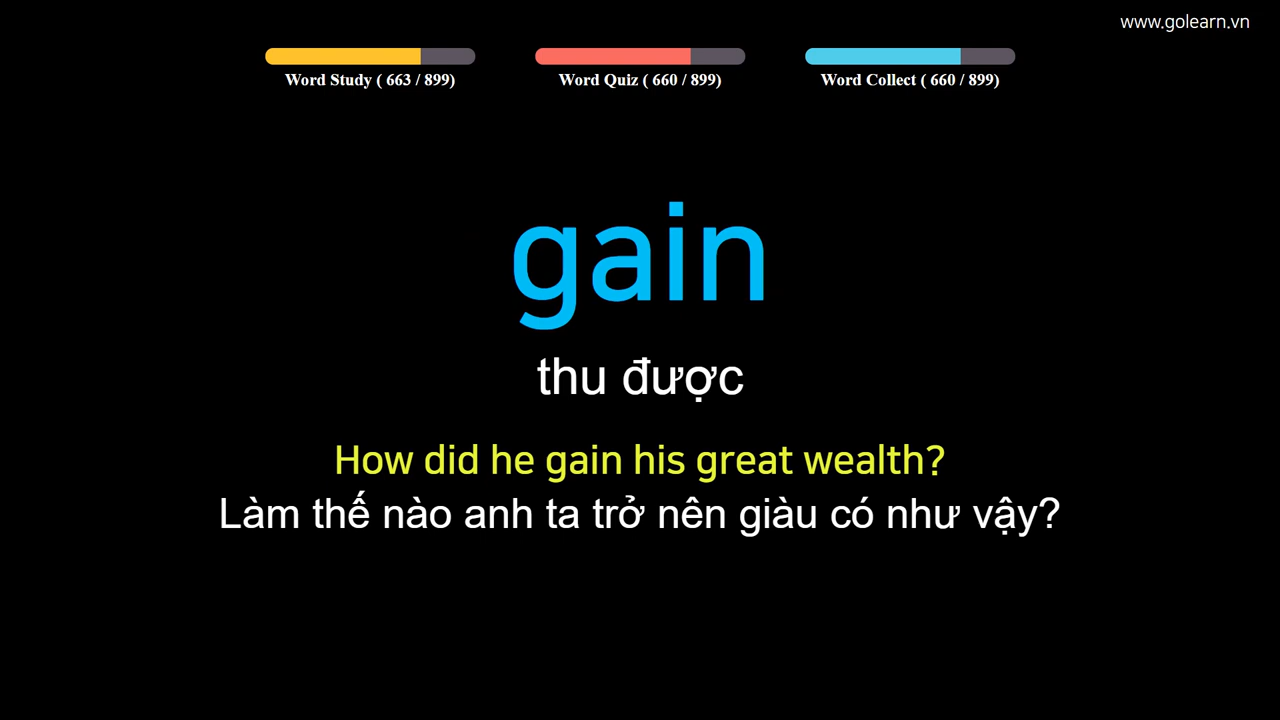 www.golearn.vn
Word Study ( 663 / 899)
Word Quiz ( 660 / 899)
Word Collect ( 660 / 899)
gain
thu được
How did he gain his great wealth?
Làm thế nào anh ta trở nên giàu có như vậy?